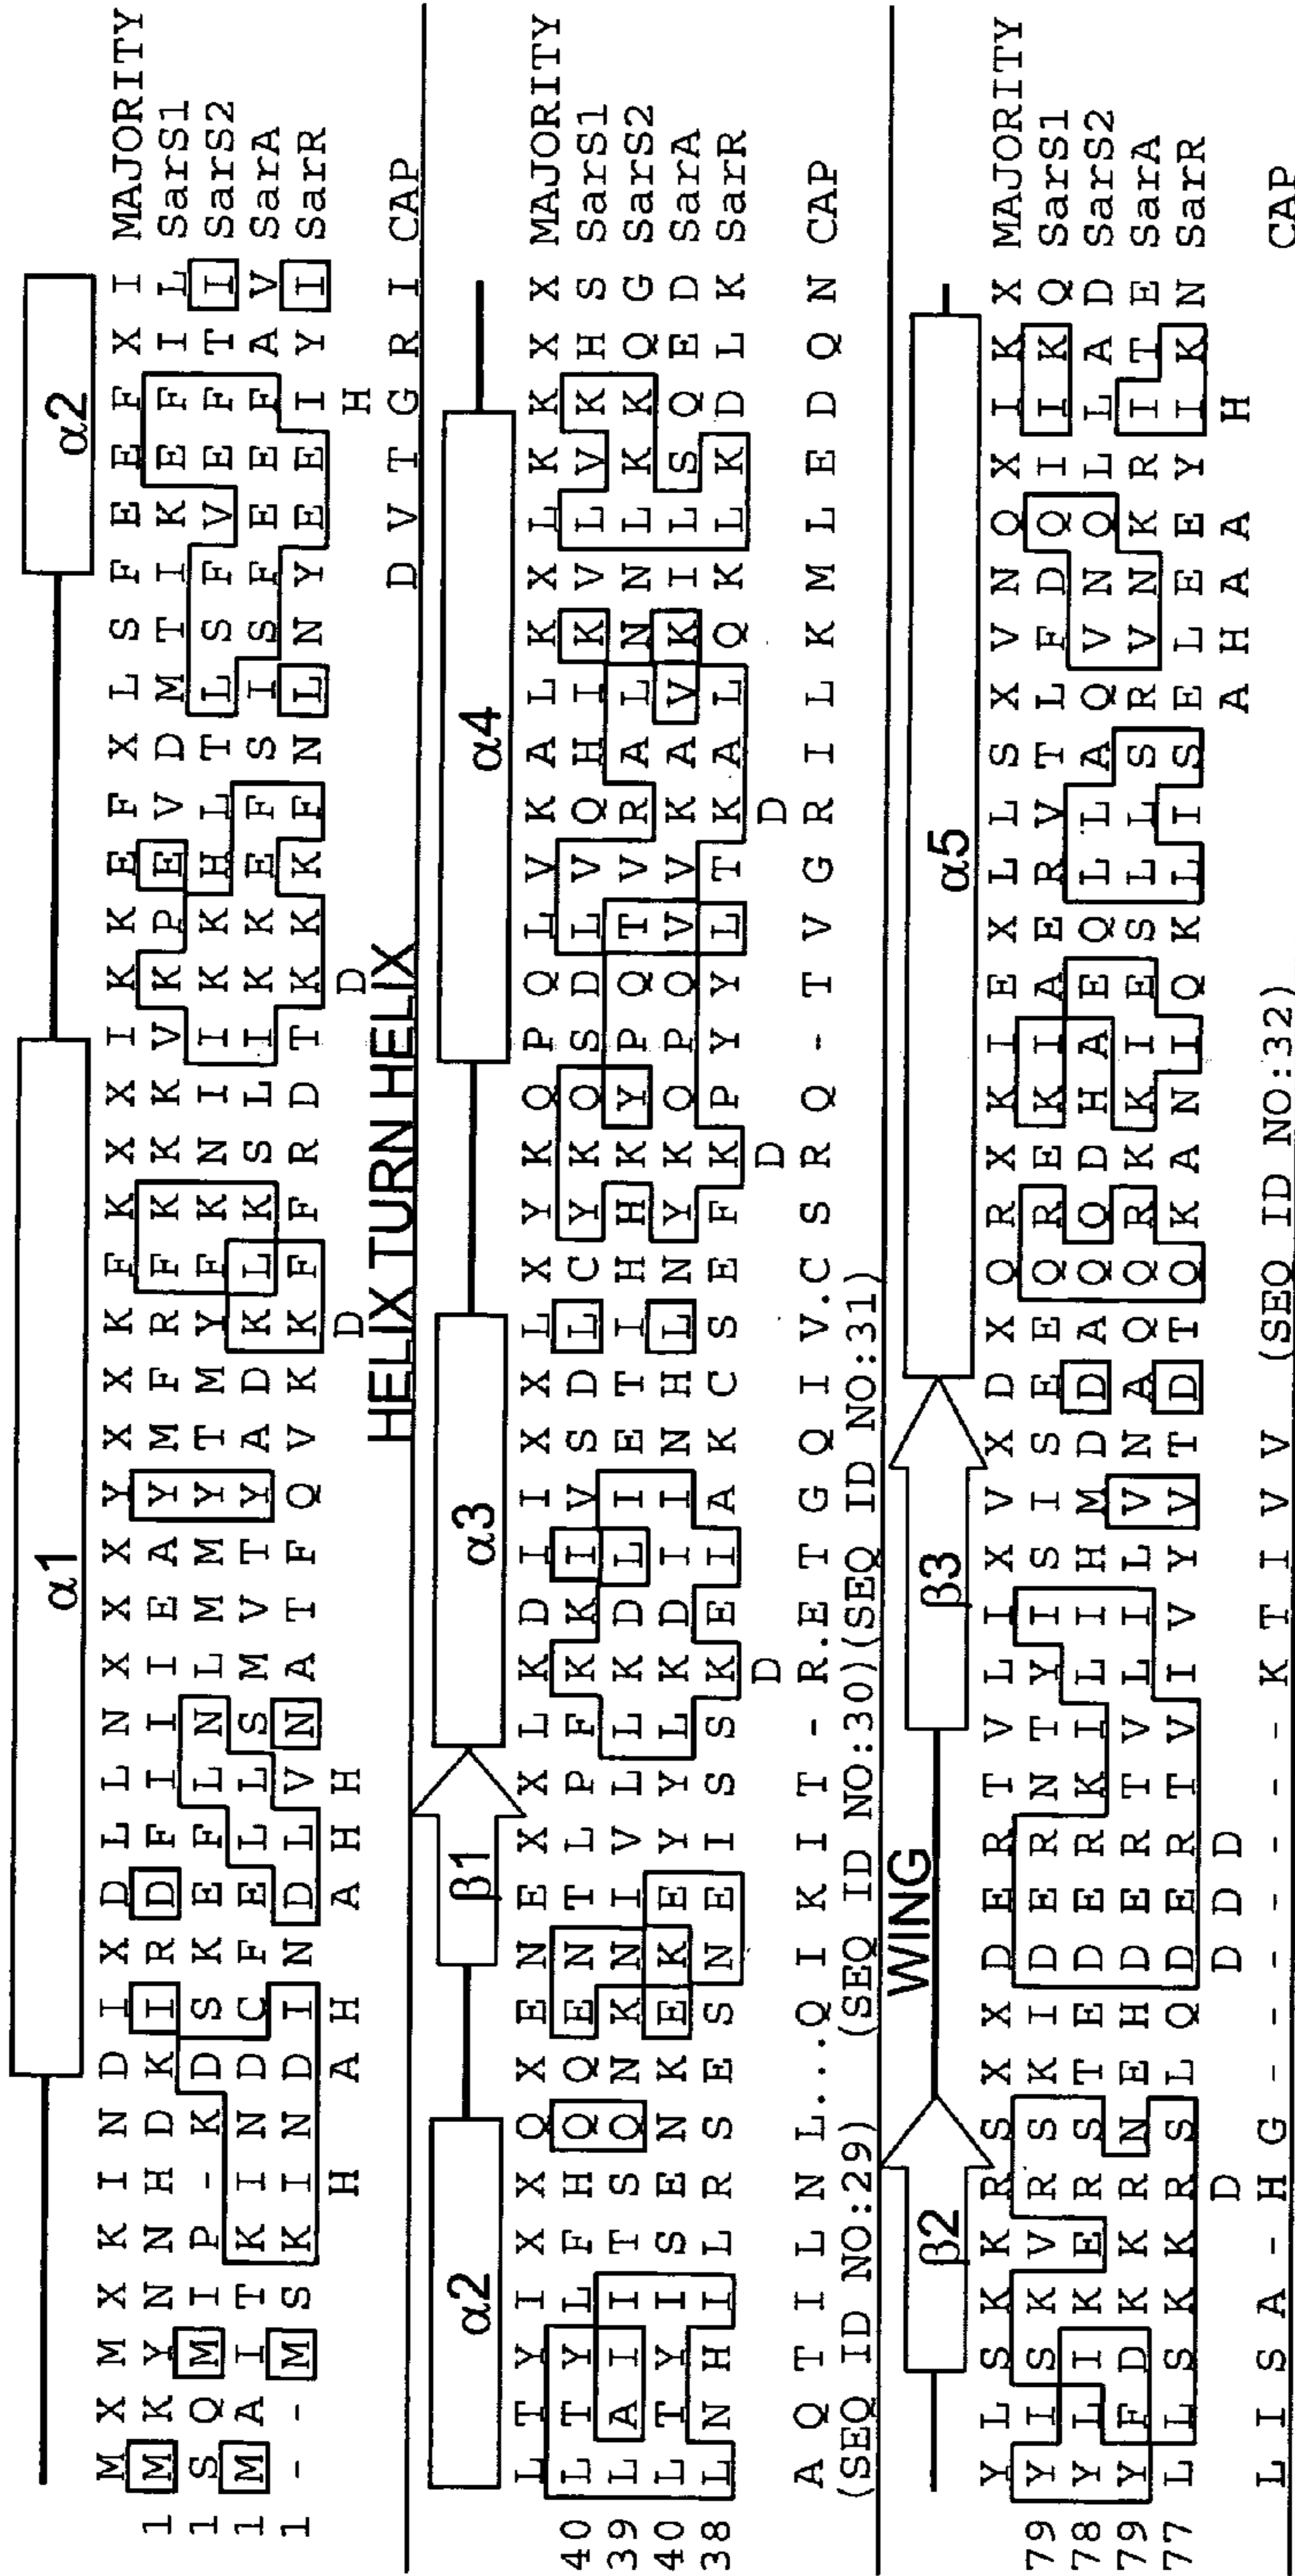 α1 α2
M X M X K I N D I X D L L N X X X Y X X K F K X X I K K E F X L S F E E F X I MAJORITY
1 M K Y N N H D K I R D F I I I E A Y M F R F K K K V K P E V D M T I K E F I L SarS1
1 S Q M I P - K D S K E F L N L M M Y T M Y F K N I I K K H L T L S F V E F T I SarS2
1 M A I T K I N D C F E L L S M V T Y A D K L K S L I K K E F S I S F E E F A V SarA
1 - - M S K I N D I N D L V N A T F Q V K K F F R D T K K K F N L N Y E E I Y I SarR
H A H A H H D D H
D V T G R I CAP
HELIX TURN HELIX
α2 β1 α3 α4
L T Y I X X Q X E N E X X L K D I I X X L X Y K Q P Q L V K A L K X L K K X X MAJORITY
40 L T Y L F H Q Q E N T L P F K K I V S D L C Y K Q S D L V Q H I K V L V K H S SarS1
39 L A I I T S Q N K N I V L L K D L I E T I H H K Y P Q T V R A L N N L K K Q G SarS2
40 L T Y I S E N K E K E Y Y L K D I I N H L N Y K Q P Q V V K A V K I L S Q E D SarA
38 L N H I L R S E S N E I S S K E I A K C S E F K P Y Y L T K A L Q K L K D L K SarR
D D D
A Q T I L N L...Q I K I T - R.E T G Q I V.C S R Q - T V G R I L K M L E D Q N CAP
(SEQ ID NO:29) (SEQ ID NO:30)(SEQ ID NO:31)
WING
β2 β3 α5
Y L S K K R S X X D E R T V L I X V X D X Q R X K I E X L L S X V N Q X I K X MAJORITY
79 Y I S K V R S K I D E R N T Y I S I S E E Q R E K I A E R V T L F D Q I I K Q SarS1
78 Y L I K E R S T E D E R K I L I H M D D A Q Q D H A E Q L L A Q V N Q L L A D SarS2
79 Y F D K K R N E H D E R T V L I L V N A Q Q R K K I E S L L S R V N K R I T E SarA
77 L L S K K R S L Q D E R T V I V Y V T D T Q K A N I Q K L I S E L E E Y I K N SarR
D D D D A H A A H
L I S A - H G - - - - - - K T I V V (SEQ ID NO:32) CAP